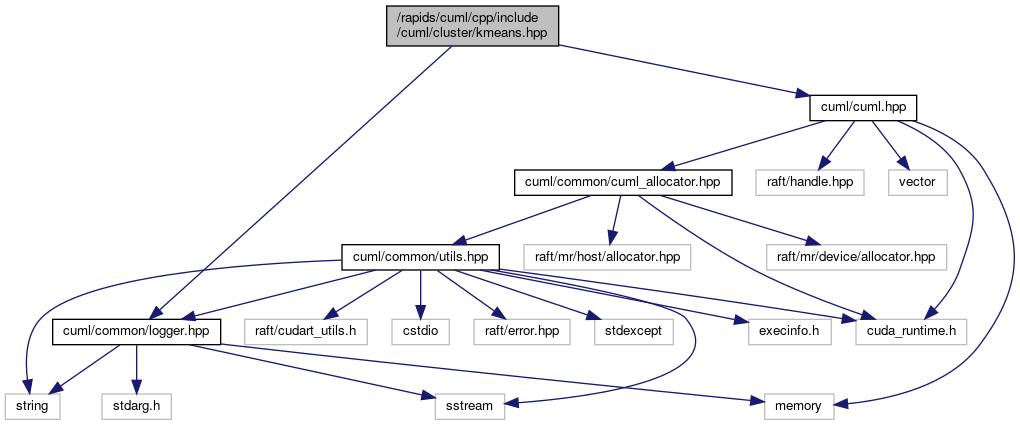 /rapids/cuml/cpp/include
/cuml/cluster/kmeans.hpp
cuml/cuml.hpp
cuml/common/cuml_allocator.hpp
raft/handle.hpp
vector
cuml/common/utils.hpp
raft/mr/host/allocator.hpp
raft/mr/device/allocator.hpp
cuml/common/logger.hpp
raft/cudart_utils.h
cstdio
raft/error.hpp
stdexcept
execinfo.h
cuda_runtime.h
string
stdarg.h
sstream
memory